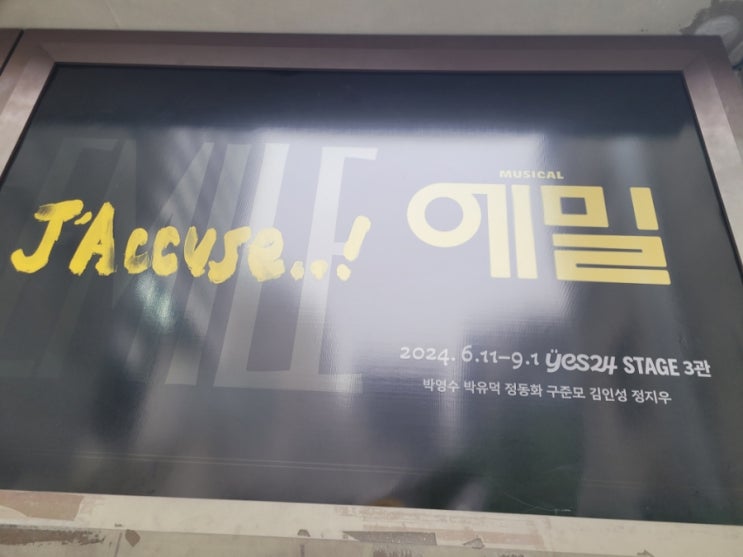 EMILE
J'Accuse...!
MUSICAL
에밀
2024. 6.11-9.1 yes24 STAGE 3관
박영수 박유덕 정동화 구준모 김인성 정지우